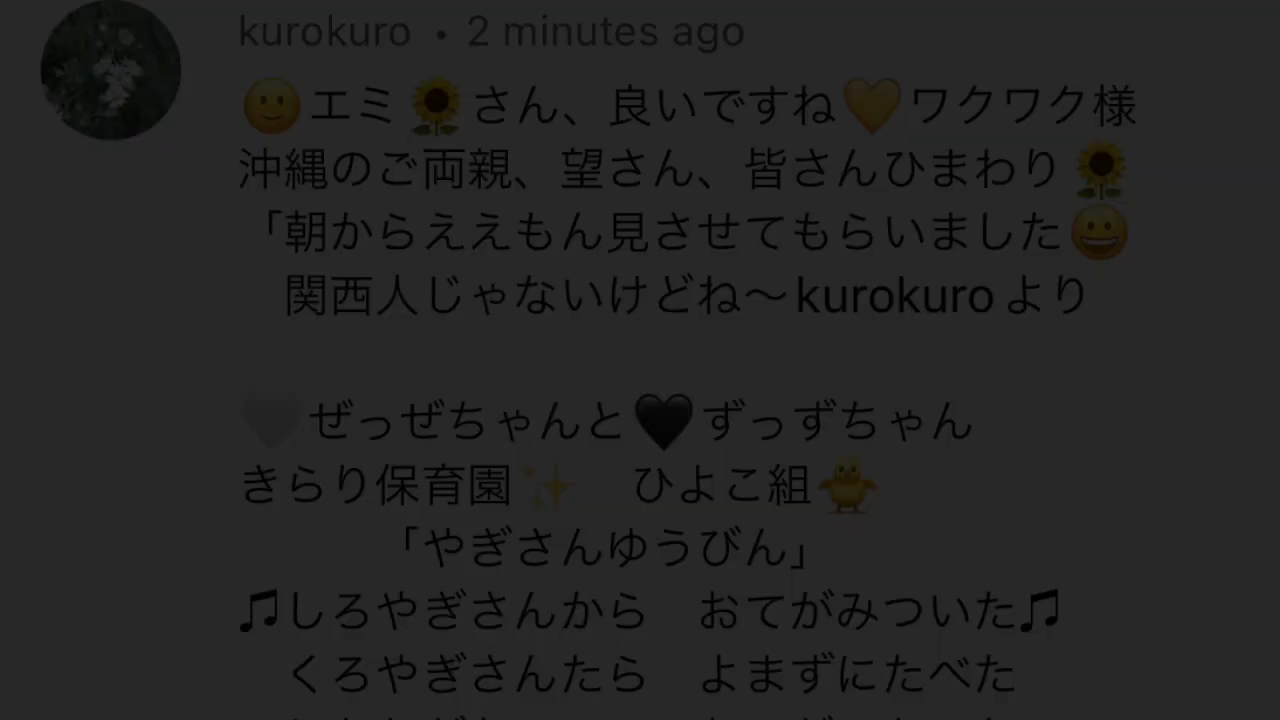 kurokuro • 2 minutes ago
🙂エミ🌻さん、良いですね💛ワクワク様
沖縄のご両親、望さん、皆さんひまわり🌻
「朝からええもん見させてもらいました😀
関西人じゃないけどね〜kurokuroより
🤍ぜっぜちゃんと🖤ずっずちゃん
きらり保育園✨　ひよこ組🐥
「やぎさんゆうびん」
♫しろやぎさんから　おてがみついた♫
くろやぎさんたら　よまずにたべた